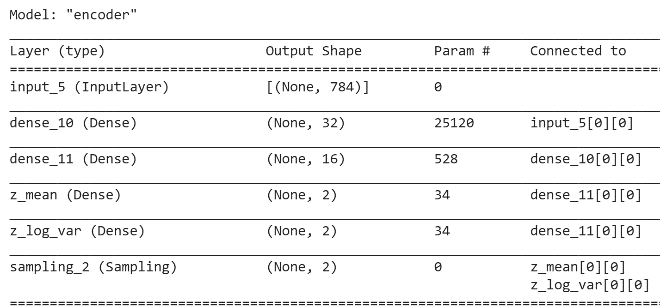 Model: "encoder"
Layer (type) Output Shape Param # Connected to
input_5 (InputLayer) [(None, 784)] 0
dense_10 (Dense) (None, 32) 25120 input_5[0][0]
dense_11 (Dense) (None, 16) 528 dense_10[0][0]
z_mean (Dense) (None, 2) 34 dense_11[0][0]
z_log_var (Dense) (None, 2) 34 dense_11[0][0]
sampling_2 (Sampling) (None, 2) 0 z_mean[0][0]
z_log_var[0][0]